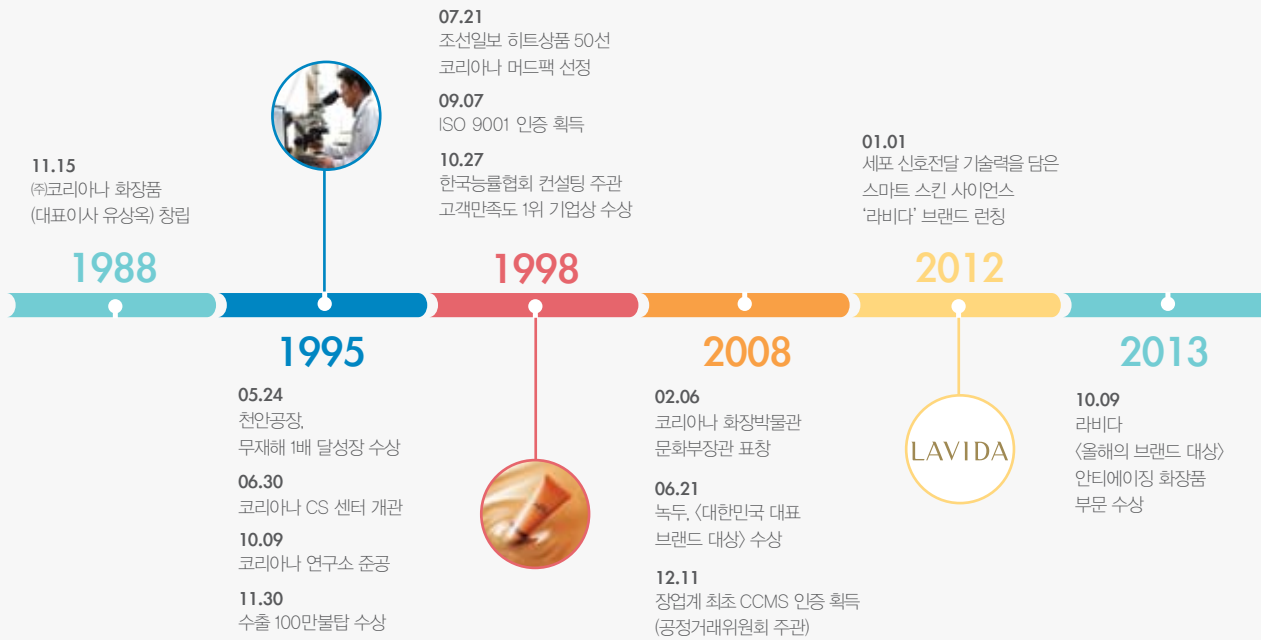 11.15
㈜코리아나 화장품
(대표이사 유상옥) 창립
1988
1995
05.24
천안공장,
무재해 1배 달성장 수상
06.30
코리아나 CS 센터 개관
10.09
코리아나 연구소 준공
11.30
수출 100만불탑 수상
07.21
조선일보 히트상품 50선
코리아나 머드팩 선정
09.07
ISO 9001 인증 획득
10.27
한국능률협회 컨설팅 주관
고객만족도 1위 기업상 수상
1998
2008
02.06
코리아나 화장박물관
문화부장관 표창
06.21
녹두, 〈대한민국 대표
브랜드 대상〉 수상
12.11
장업계 최초 CCMS 인증 획득
(공정거래위원회 주관)
01.01
세포 신호전달 기술력을 담은
스마트 스킨 사이언스
‘라비다’ 브랜드 런칭
2012
LAVIDA
2013
10.09
라비다
〈올해의 브랜드 대상〉
안티에이징 화장품
부문 수상